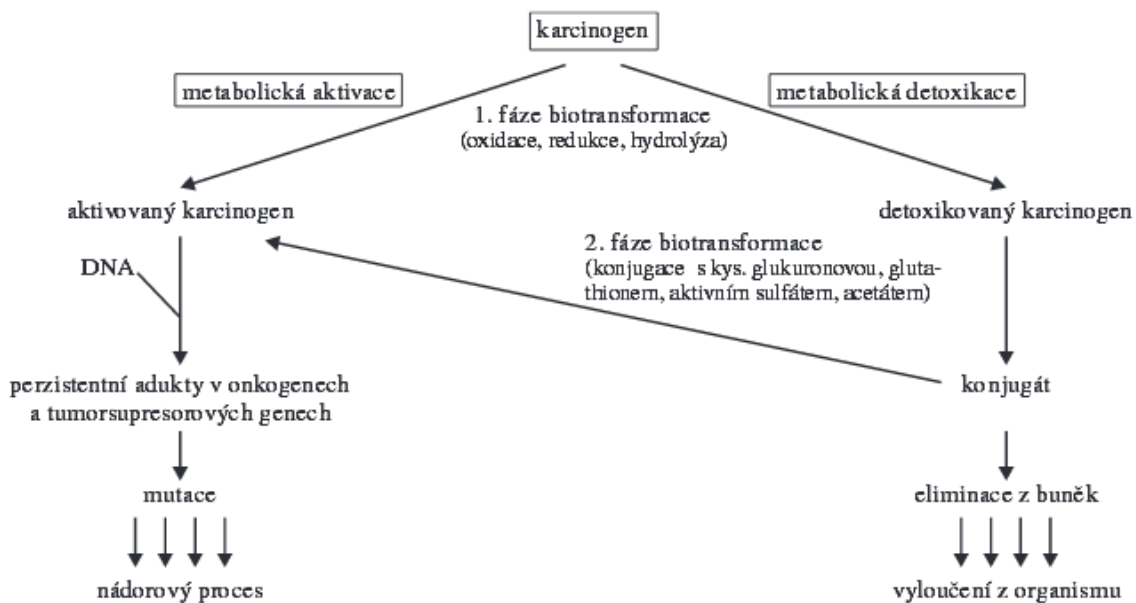 karcinogen
metabolická aktivace
metabolická detoxikace
1. fáze biotransformace
(oxidace, redukce, hydrolýza)
aktivovaný karcinogen
detoxikovaný karcinogen
2. fáze biotransformace
(konjugace s kys. glukuronovou, gluta-
thionem, aktivním sulfátem, acetátem)
DNA
perzistentní adukty v onkogenech
a tumorsupresorových genech
konjugát
mutace
eliminace z buněk
nádorový proces
vyloučení z organismu